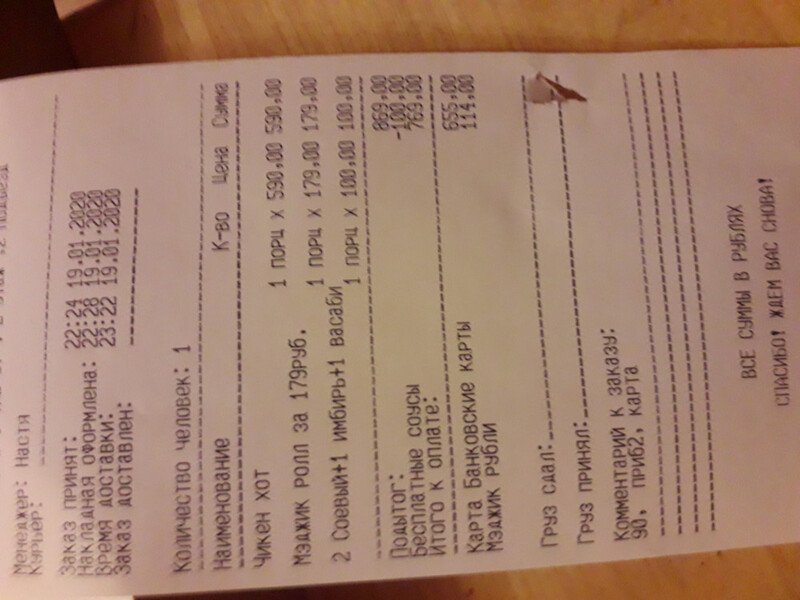 Менеджер: Настя
Курьер:
Заказ принят: 22:24 19.01.2020
Накладная оформлена: 22:28 19.01.2020
Время доставки: 23:22 19.01.2020
Заказ доставлен:
Количество человек: 1
Наименование К-во Цена Сумма
Чикен хот
1 порц x 590,00 590,00
Мэджик ролл за 179руб.
1 порц x 179,00 179,00
2 Соевый+1 имбирь+1 васаби
1 порц x 100,00 100,00
Подытог: 869,00
Бесплатные соусы -100,00
Итого к оплате: 769,00
Карта Банковские карты 655,00
Мэджик рубли 114,00
Груз сдал:
Груз принял:
Комментарий к заказу:
90, приб2, карта
ВСЕ СУММЫ В РУБЛЯХ
СПАСИБО! ЖДЕМ ВАС СНОВА!